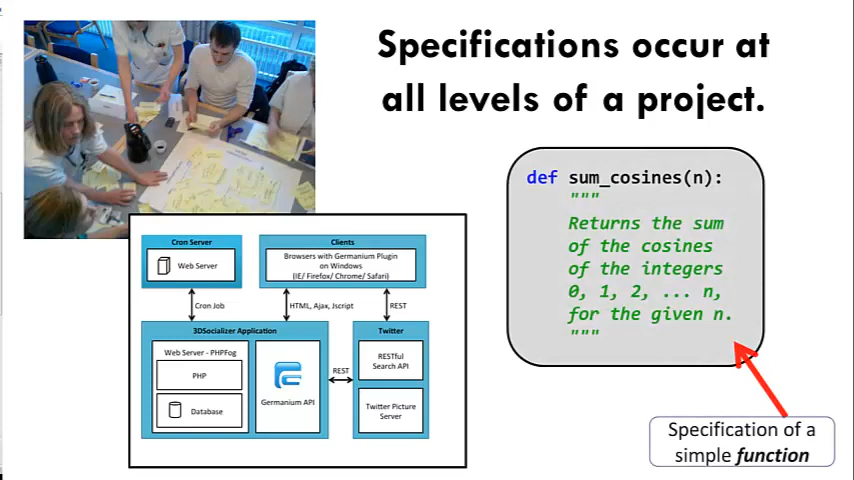 Specifications occur at
all levels of a project.
def sum_cosines(n):
"""
Returns the sum
of the cosines
of the integers
0, 1, 2, ... n,
for the given n.
"""
Specification of a
simple function
Cron Server
Web Server
Clients
Browsers with Germanium Plugin
on Windows
(IE/ Firefox/ Chrome/ Safari)
Cron Job
HTML, Ajax, Jscript
REST
3DSocializer Application
Web Server - PHPFog
PHP
Database
Germanium API
REST
Twitter
RESTful
Search API
Twitter Picture
Server